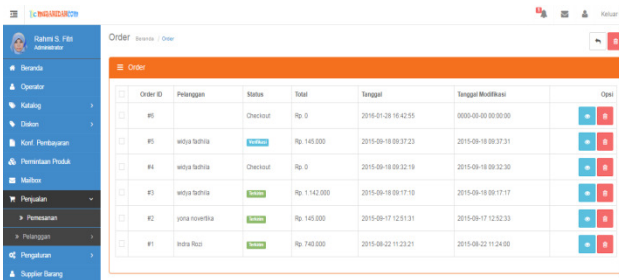 Keluar
Rahmi S. Fitri
Administrator
Order Beranda / Order
Beranda
Operator
Katalog
Diskon
Konf. Pembayaran
Permintaan Produk
Mailbox
Penjualan
» Pemesanan
» Pelanggan
Pengaturan
Supplier Barang
Order
Order ID Pelanggan Status Total Tanggal Tanggal Modifikasi Opsi
#6 Checkout Rp. 0 2016-01-28 16:42:55 0000-00-00 00:00:00
#5 widya fadhila Verifikasi Rp. 145.000 2015-09-18 09:37:23 2015-09-18 09:37:31
#4 widya fadhila Checkout Rp. 0 2015-09-18 09:32:19 2015-09-18 09:32:30
#3 widya fadhila Rp. 1.142.000 2015-09-18 09:17:10 2015-09-18 09:17:17
#2 yona novertika Rp. 145.000 2015-09-17 12:51:31 2015-09-17 12:52:33
#1 Indra Rozi Rp. 740.000 2015-08-22 11:23:21 2015-08-22 11:24:00